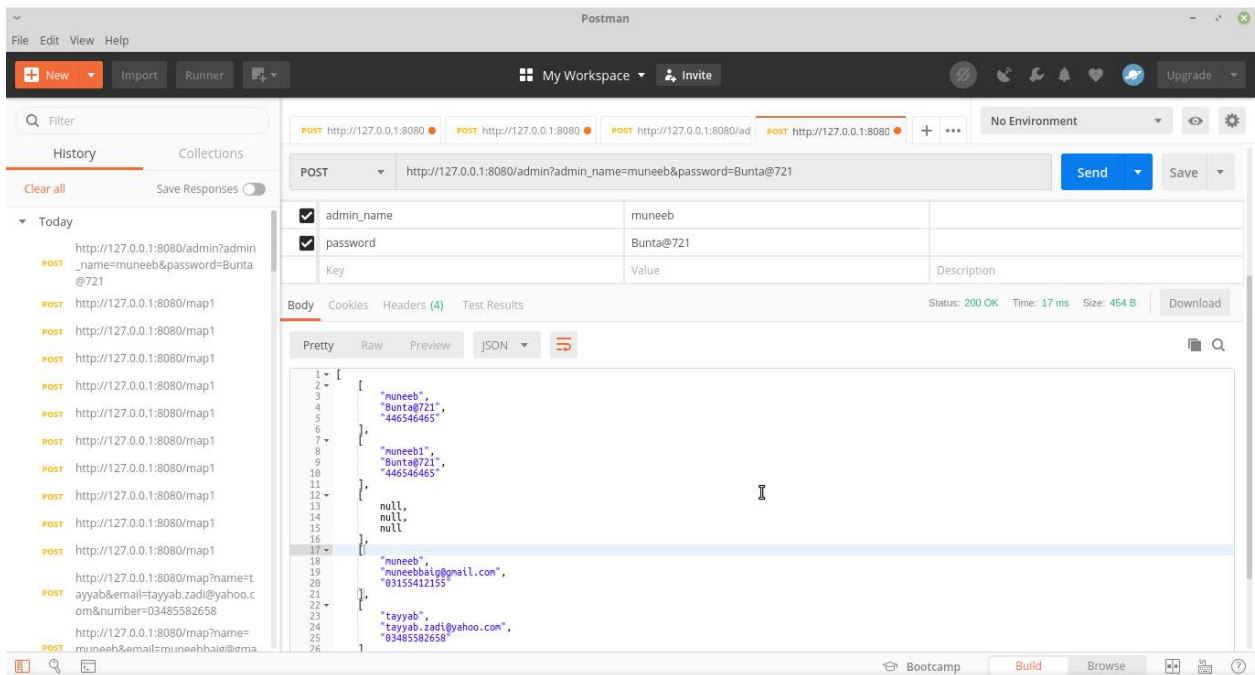 Postman
File Edit View Help
New Import Runner My Workspace Invite Upgrade
Filter
History Collections
Clear all Save Responses
Today
POST http://127.0.0.1:8080/admin?admin
_name=muneeb&password=Bunta
@721
POST http://127.0.0.1:8080/map1
POST http://127.0.0.1:8080/map1
POST http://127.0.0.1:8080/map1
POST http://127.0.0.1:8080/map1
POST http://127.0.0.1:8080/map1
POST http://127.0.0.1:8080/map1
POST http://127.0.0.1:8080/map1
POST http://127.0.0.1:8080/map1
POST http://127.0.0.1:8080/map1
POST http://127.0.0.1:8080/map1
POST http://127.0.0.1:8080/map?name=t
ayyab&email=tayyab.zadi@yahoo.c
om&number=03485582658
http://127.0.0.1:8080/map?name=
POST muneeb&email=muneebbaig@gma
POST http://127.0.0.1:8080 POST http://127.0.0.1:8080 POST http://127.0.0.1:8080/ad POST http://127.0.0.1:8080 + ••• No Environment
POST http://127.0.0.1:8080/admin?admin_name=muneeb&password=Bunta@721 Send Save
admin_name muneeb
password Bunta@721
Key Value Description
Body Cookies Headers (4) Test Results Status: 200 OK Time: 17 ms Size: 454 B Download
Pretty Raw Preview JSON
1 [
2 [
3 "muneeb",
4 "Bunta@721",
5 "446546465"
6 ],
7 [
8 "muneeb1",
9 "Bunta@721",
10 "446546465"
11 ],
12 [
13 null,
14 null,
15 null
16 ],
17 [
18 "muneeb",
19 "muneebbaig@gmail.com",
20 "03155412155"
21 ],
22 [
23 "tayyab",
24 "tayyab.zadi@yahoo.com",
25 "03485582658"
26 ]
Bootcamp Build Browse